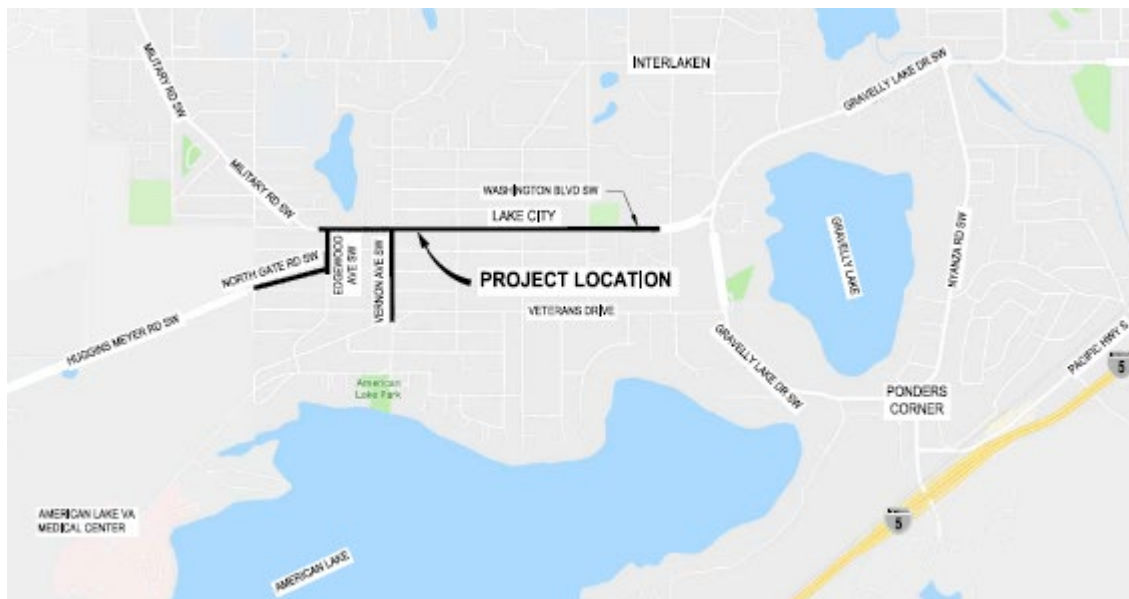 INTERLAKEN
GRAVELLY LAKE DR SW
MILITARY RD SW
MILITARY RD SW
WASHINGTON BLVD SW
LAKE CITY
NORTH GATE RD SW
EDGEWOOD
AVE SW
VERNON AVE SW
PROJECT LOCATION
VETERANS DRIVE
GRAVELLY LAKE
NYANZA RD SW
HUGGINS MEYER RD SW
American
Lake Park
GRAVELLY LAKE DR SW
PONDERS
CORNER
PACIFIC HWY S
5
5
AMERICAN LAKE VA
MEDICAL CENTER
AMERICAN LAKE